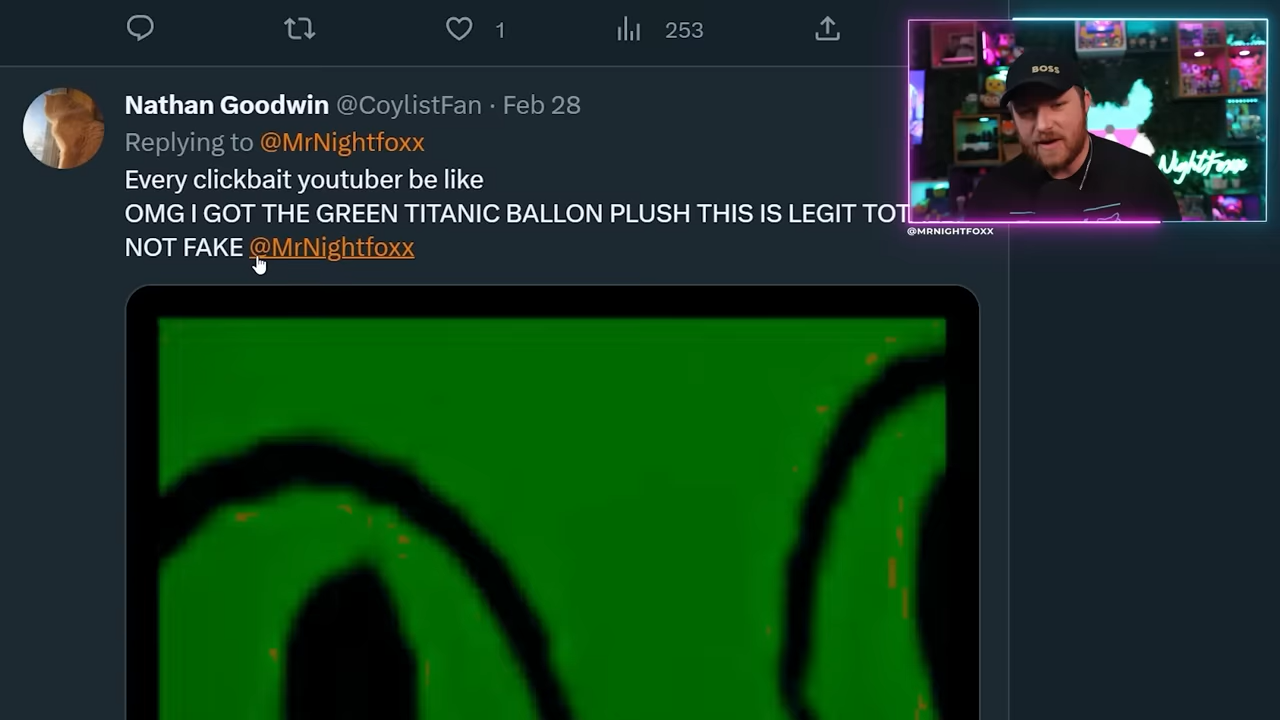 1
253
Nathan Goodwin @CoylistFan · Feb 28
Replying to @MrNightfoxx
Every clickbait youtuber be like
OMG I GOT THE GREEN TITANIC BALLON PLUSH THIS IS LEGIT TOT
NOT FAKE @MrNightfoxx
BOSS
NightFoxx
@MRNIGHTFOXX